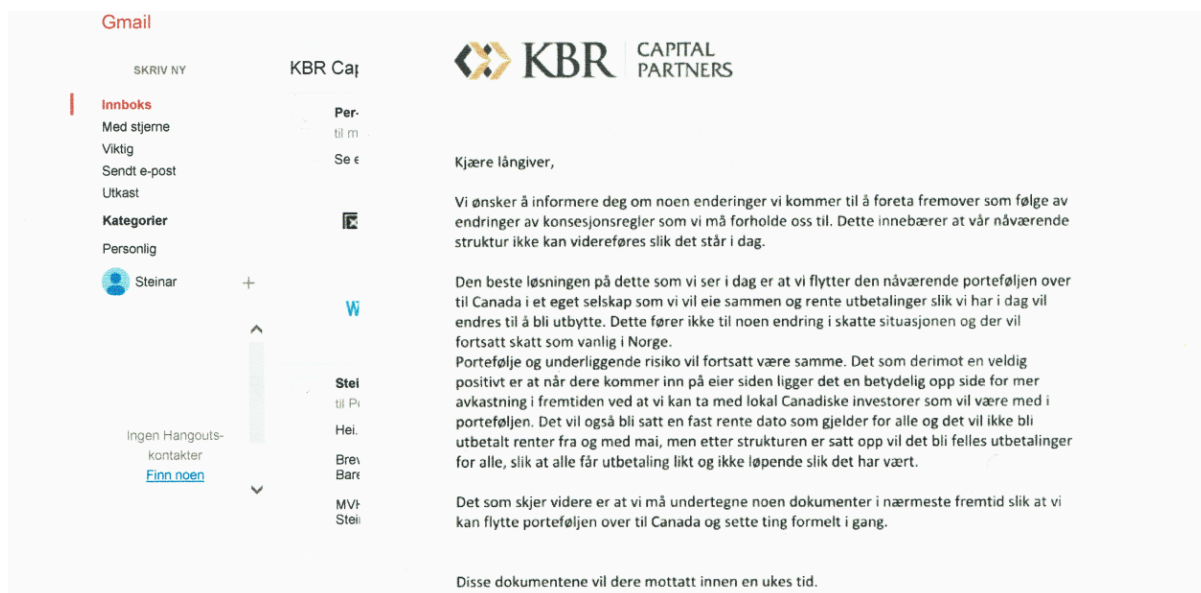 Gmail
SKRIV NY
Innboks
Med stjerne
Viktig
Sendt e-post
Utkast
Kategorier
Personlig
Steinar
Ingen Hangouts-
kontakter
Finn noen
KBR Cap
Per-
til m
Se e
W
Stei
til Pe
Hei.
Brev
Bare
MVH
Stei
KBR CAPITAL
PARTNERS
Kjære långiver,
Vi ønsker å informere deg om noen enderinger vi kommer til å foreta fremover som følge av
endringer av konsesjonsregler som vi må forholde oss til. Dette innebærer at vår nåværende
struktur ikke kan videreføres slik det står i dag.
Den beste løsningen på dette som vi ser i dag er at vi flytter den nåværende porteføljen over
til Canada i et eget selskap som vi vil eie sammen og rente utbetalinger slik vi har i dag vil
endres til å bli utbytte. Dette fører ikke til noen endring i skatte situasjonen og der vil
fortsatt skatt som vanlig i Norge.
Portefølje og underliggende risiko vil fortsatt være samme. Det som derimot en veldig
positivt er at når dere kommer inn på eier siden ligger det en betydelig opp side for mer
avkastning i fremtiden ved at vi kan ta med lokal Canadiske investorer som vil være med i
porteføljen. Det vil også bli satt en fast rente dato som gjelder for alle og det vil ikke bli
utbetalt renter fra og med mai, men etter strukturen er satt opp vil det bli felles utbetalinger
for alle, slik at alle får utbetaling likt og ikke løpende slik det har vært.
Det som skjer videre er at vi må undertegne noen dokumenter i nærmeste fremtid slik at vi
kan flytte porteføljen over til Canada og sette ting formelt i gang.
Disse dokumentene vil dere mottatt innen en ukes tid.